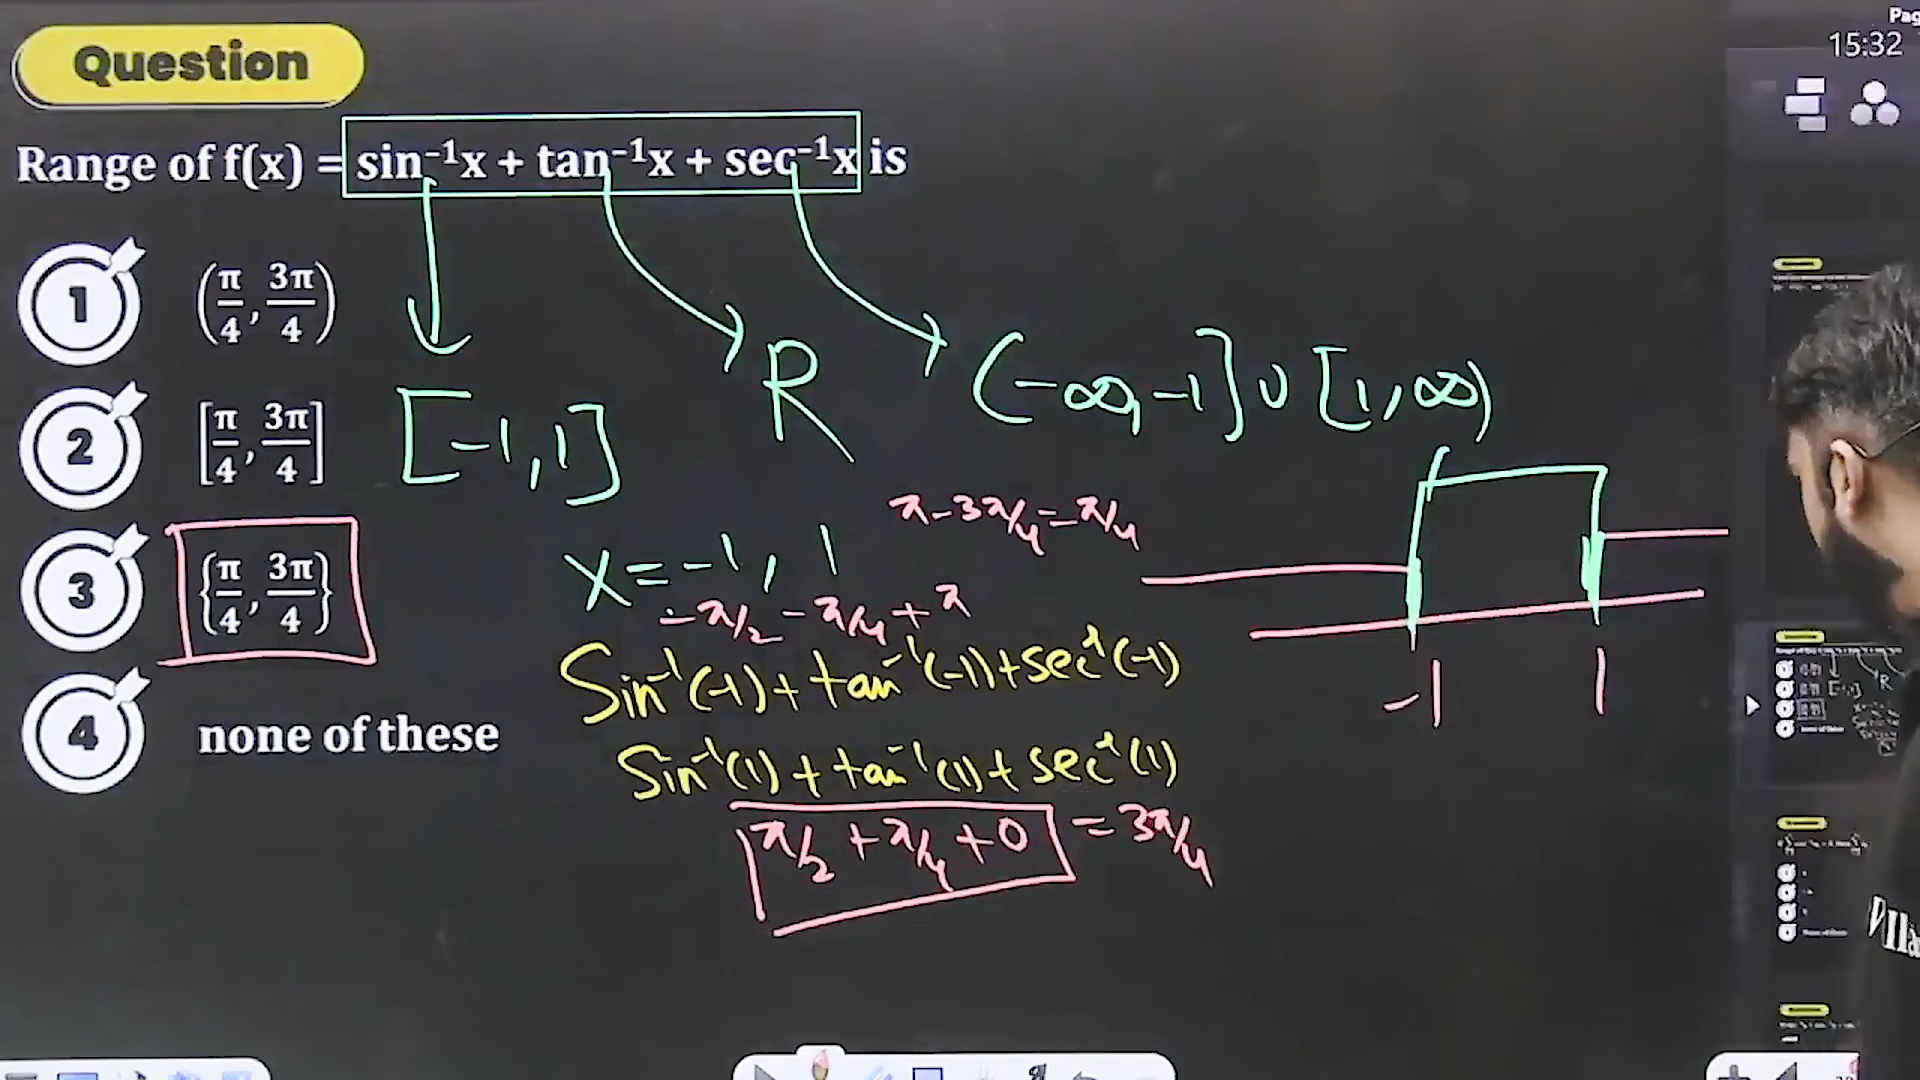 Pag
15:32
Question
Range of f(x) = sin⁻¹x + tan⁻¹x + sec⁻¹x is
1 (π/4, 3π/4)
2 [π/4, 3π/4]
3 {π/4, 3π/4}
4 none of these
[-1, 1]
R
(-∞, -1] ∪ [1, ∞)
x = -1, 1
π - 3π/4 = π/4
= -π/2 - π/4 + π
Sin⁻¹(-1) + tan⁻¹(-1) + sec⁻¹(-1)
Sin⁻¹(1) + tan⁻¹(1) + sec⁻¹(1)
π/2 + π/4 + 0 = 3π/4
-1 1